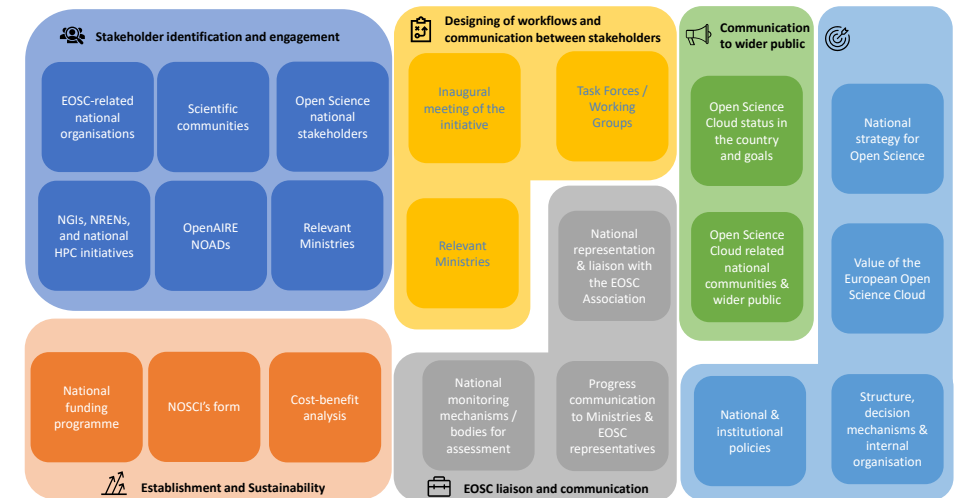 Stakeholder identification and engagement
EOSC-related
national
organisations
Scientific
communities
Open Science
national
stakeholders
NGIs, NRENs,
and national
HPC initiatives
OpenAIRE
NOADs
Relevant
Ministries
Designing of workflows and
communication between stakeholders
Inaugural
meeting of the
initiative
Task Forces /
Working
Groups
Relevant
Ministries
Communication
to wider public
Open Science
Cloud status in
the country
and goals
Open Science
Cloud related
national
communities &
wider public
National
strategy for
Open Science
Value of the
European Open
Science Cloud
National &
institutional
policies
Structure,
decision
mechanisms &
internal
organisation
National
funding
programme
NOSCI's form
Cost-benefit
analysis
Establishment and Sustainability
National
representation
& liaison with
the EOSC
Association
National
monitoring
mechanisms /
bodies for
assessment
Progress
communication
to Ministries &
EOSC
representatives
EOSC liaison and communication